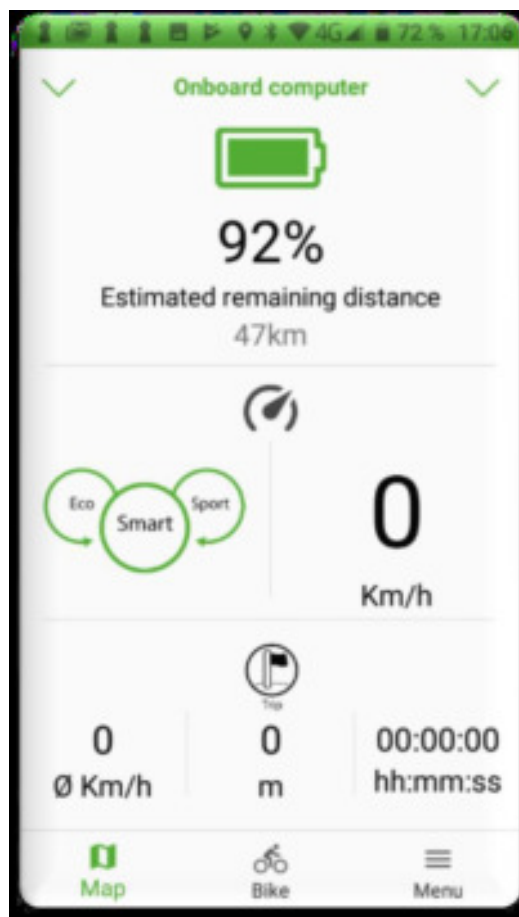 4G 72 % 17:06
Onboard computer
92%
Estimated remaining distance
47km
Eco Smart Sport
0
Km/h
Trip
0 0 00:00:00
Ø Km/h m hh:mm:ss
Map Bike Menu